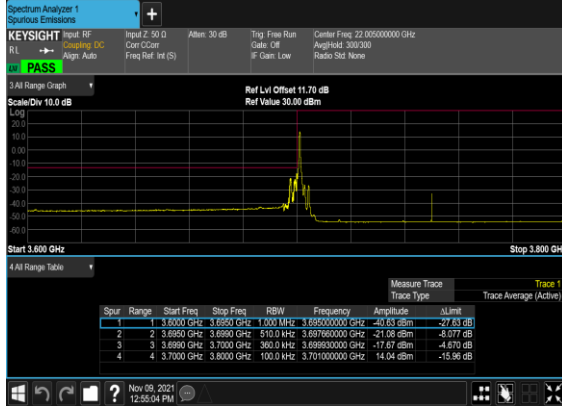 Spectrum Analyzer 1
Spurious Emissions
+
KEYSIGHT Input: RF Input Z: 50 Ω Atten: 30 dB Trig: Free Run Center Freq: 22.005000000 GHz
RL Coupling: DC Corr CCorr Gate: Off Avg|Hold: 300/300
Align: Auto Freq Ref: Int (S) IF Gain: Low Radio Std: None
PASS
3 All Range Graph
Ref Lvl Offset 11.70 dB
Scale/Div 10.0 dB Ref Value 30.00 dBm
Log
20.0
10.0
0.00
-10.0
-20.0
-30.0
-40.0
-50.0
-60.0
Start 3.600 GHz Stop 3.800 GH
4 All Range Table
Measure Trace Trace 1
Trace Type Trace Average (Active)
Spur Range Start Freq Stop Freq RBW Frequency Amplitude ΔLimit
1 1 3.6000 GHz 3.6950 GHz 1.000 MHz 3.695000000 GHz -40.63 dBm -27.63 dB
2 2 3.6950 GHz 3.6990 GHz 510.0 kHz 3.697660000 GHz -21.08 dBm -8.077 dB
3 3 3.6990 GHz 3.7000 GHz 360.0 kHz 3.699930000 GHz -17.67 dBm -4.670 dB
4 4 3.7000 GHz 3.8000 GHz 100.0 kHz 3.701000000 GHz 14.04 dBm -15.96 dB
? Nov 09, 2021
12:55:04 PM